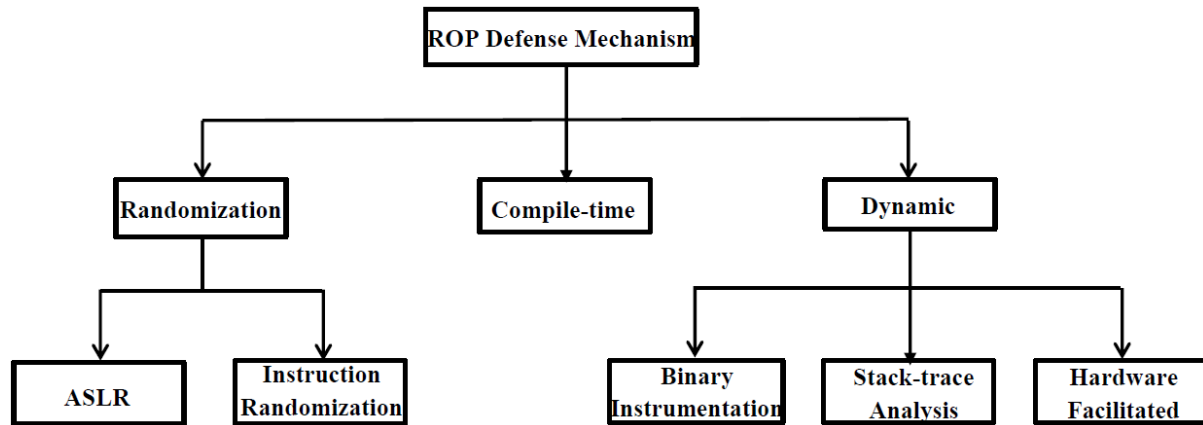 ROP Defense Mechanism
Randomization
Compile-time
Dynamic
ASLR
Instruction
Randomization
Binary
Instrumentation
Stack-trace
Analysis
Hardware
Facilitated